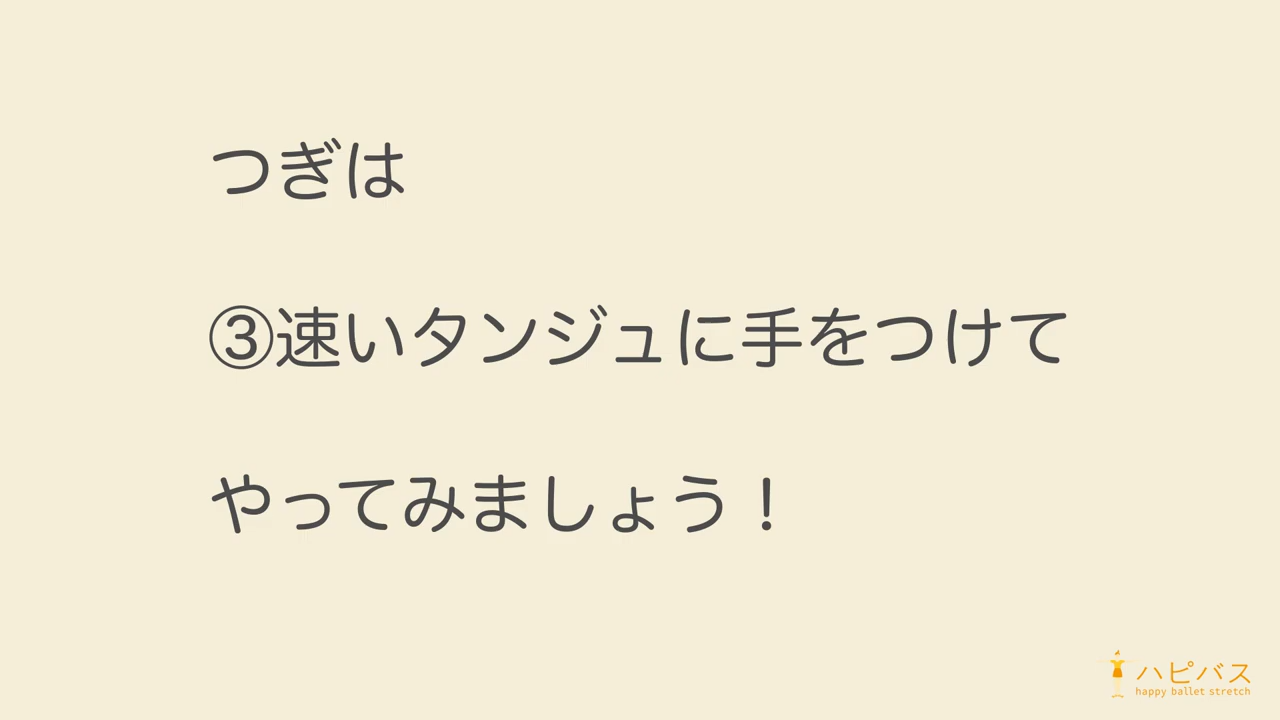 つぎは
③速いタンジュに手をつけて
やってみましょう！
ハピバス
happy ballet stretch